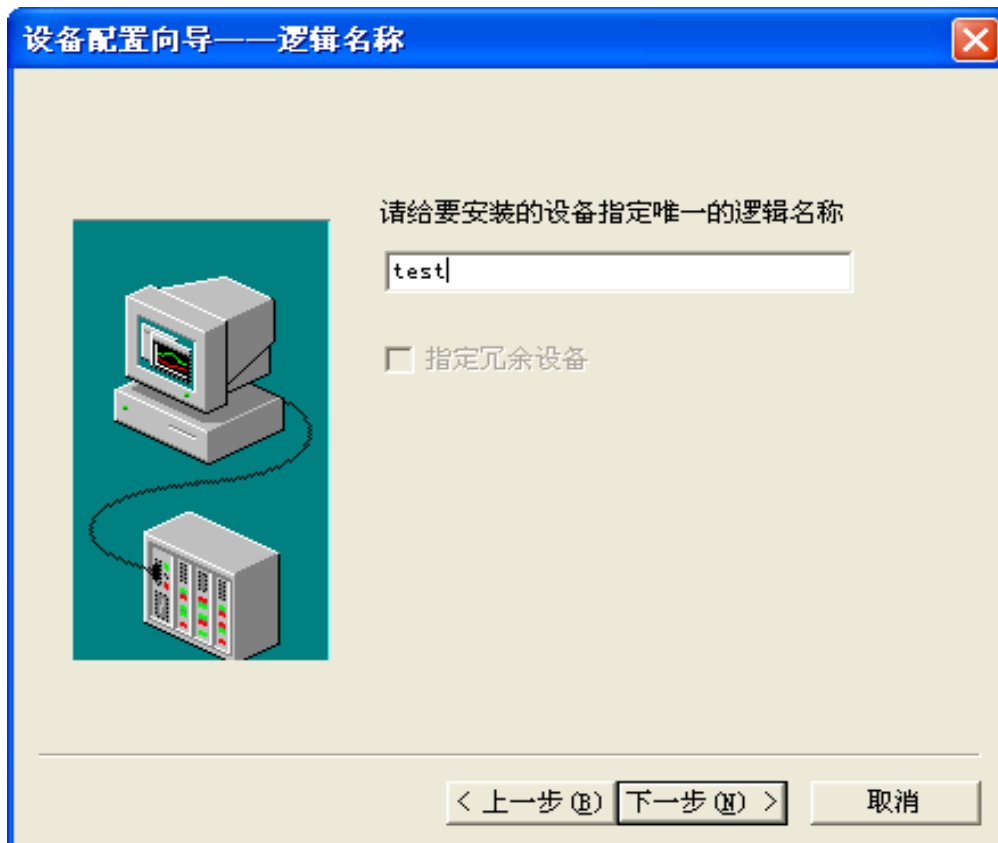 设备配置向导——逻辑名称
请给要安装的设备指定唯一的逻辑名称
test
指定冗余设备
< 上一步(B) 下一步(N) > 取消